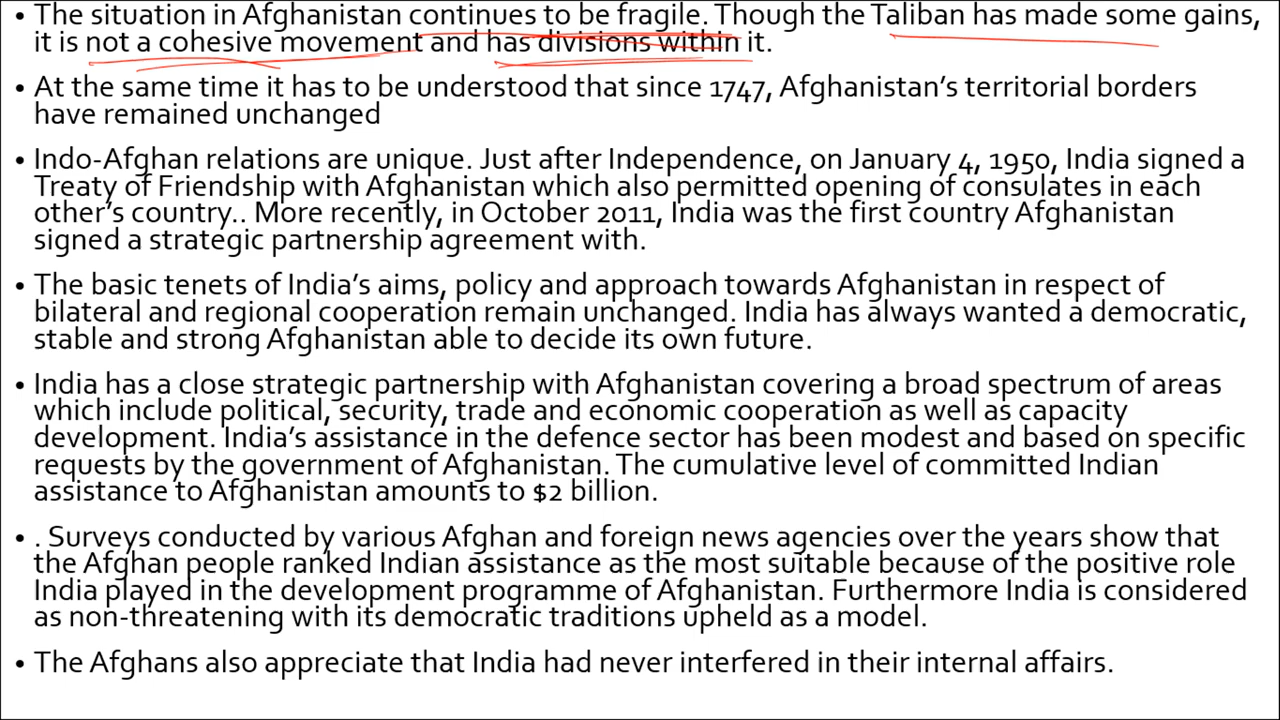 • The situation in Afghanistan continues to be fragile. Though the Taliban has made some gains,
it is not a cohesive movement and has divisions within it.
• At the same time it has to be understood that since 1747, Afghanistan's territorial borders
have remained unchanged
• Indo-Afghan relations are unique. Just after Independence, on January 4, 1950, India signed a
Treaty of Friendship with Afghanistan which also permitted opening of consulates in each
other's country.. More recently, in October 2011, India was the first country Afghanistan
signed a strategic partnership agreement with.
• The basic tenets of India's aims, policy and approach towards Afghanistan in respect of
bilateral and regional cooperation remain unchanged. India has always wanted a democratic,
stable and strong Afghanistan able to decide its own future.
• India has a close strategic partnership with Afghanistan covering a broad spectrum of areas
which include political, security, trade and economic cooperation as well as capacity
development. India's assistance in the defence sector has been modest and based on specific
requests by the government of Afghanistan. The cumulative level of committed Indian
assistance to Afghanistan amounts to $2 billion.
• . Surveys conducted by various Afghan and foreign news agencies over the years show that
the Afghan people ranked Indian assistance as the most suitable because of the positive role
India played in the development programme of Afghanistan. Furthermore India is considered
as non-threatening with its democratic traditions upheld as a model.
• The Afghans also appreciate that India had never interfered in their internal affairs.